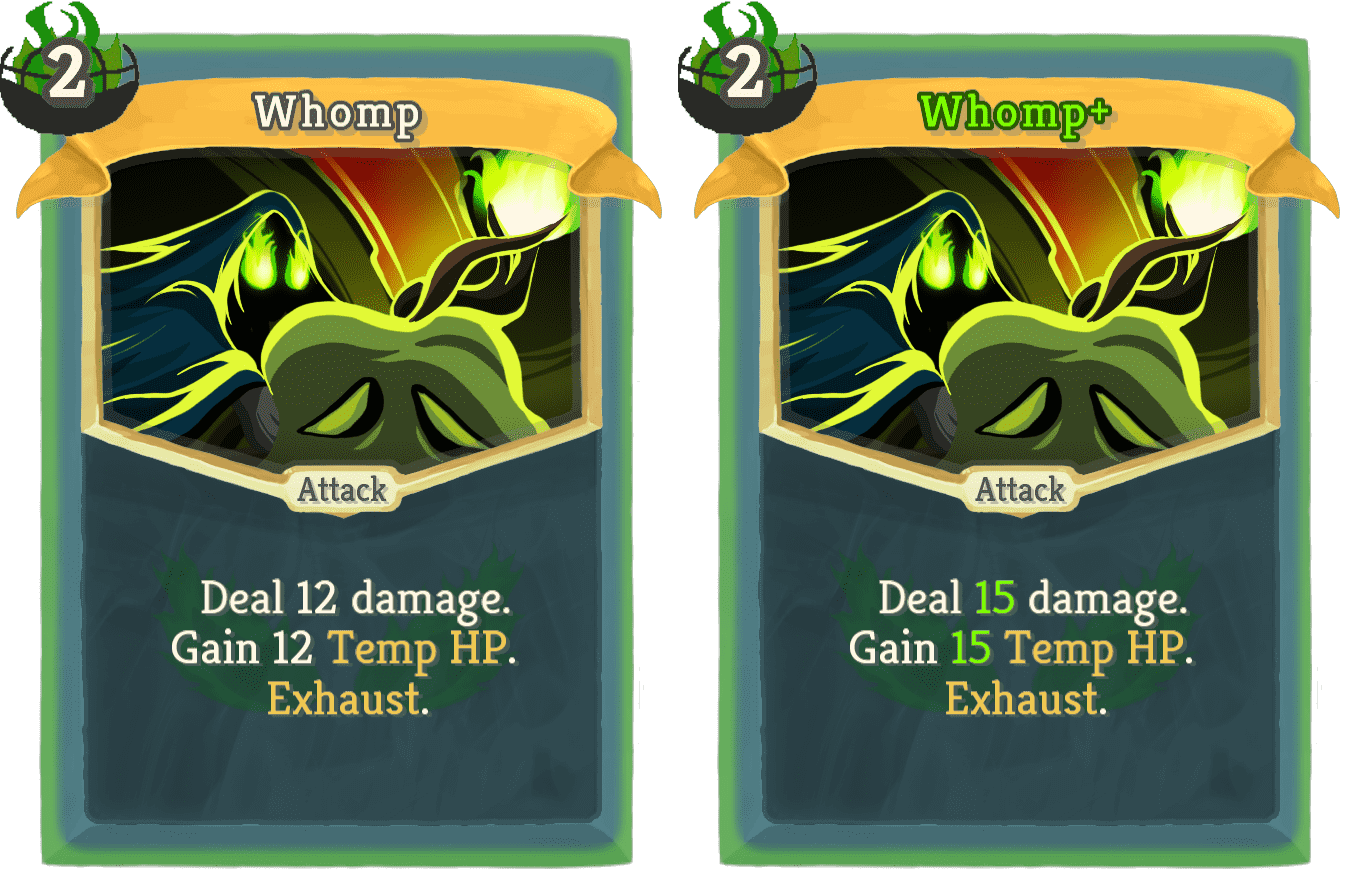 2
Whomp
Attack
Deal 12 damage.
Gain 12 Temp HP.
Exhaust.
2
Whomp+
Attack
Deal 15 damage.
Gain 15 Temp HP.
Exhaust.